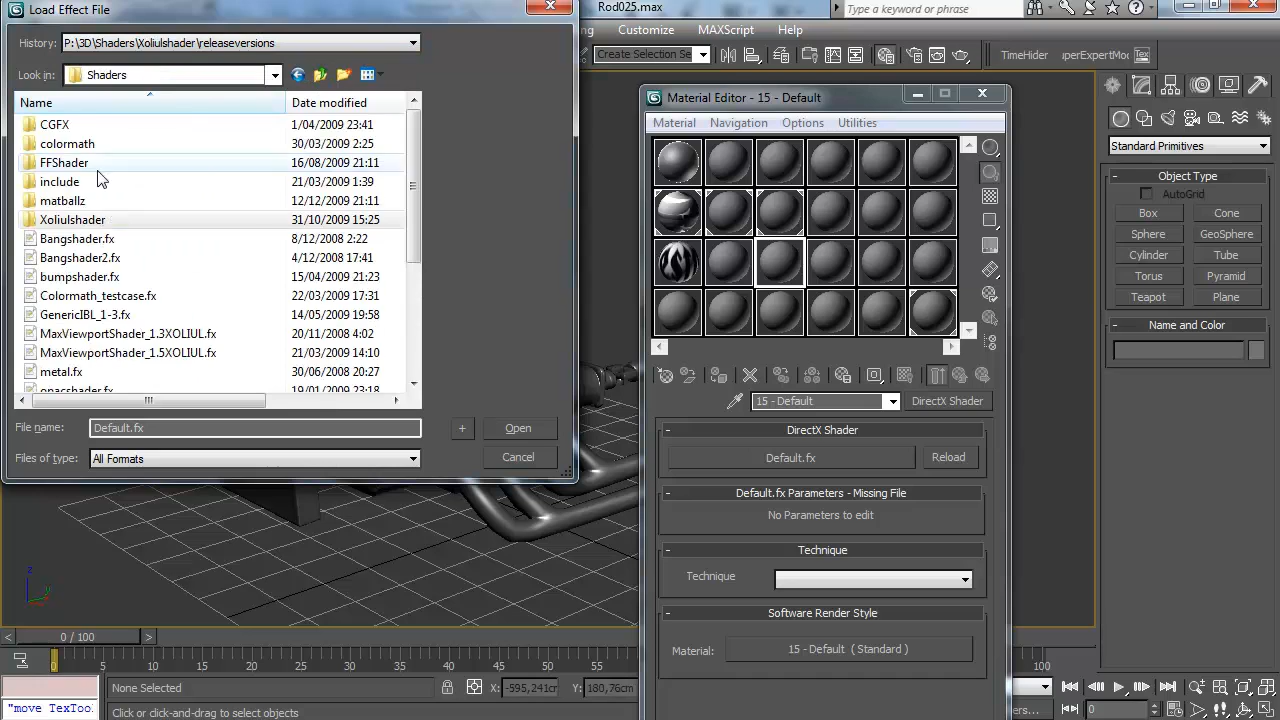 Load Effect File
Rod025.max
Type a keyword or phrase
History:
P:\3D\Shaders\Xoliulshader\releaseversions
Look in:
Shaders
Name
Date modified
CGFX
1/04/2009 23:41
colormath
30/03/2009 2:25
FFShader
16/08/2009 21:11
include
21/03/2009 1:39
matballz
12/12/2009 21:11
Xoliulshader
31/10/2009 15:25
Bangshader.fx
8/12/2008 2:22
Bangshader2.fx
4/12/2008 17:41
bumpshader.fx
15/04/2009 21:23
Colormath_testcase.fx
22/03/2009 17:31
GenericIBL_1-3.fx
14/05/2009 19:58
MaxViewportShader_1.3XOLIUL.fx
20/11/2008 4:02
MaxViewportShader_1.5XOLIUL.fx
21/03/2009 14:10
metal.fx
30/06/2008 20:27
opacshader.fx
19/01/2009 23:18
File name:
Default.fx
+
Open
Files of type:
All Formats
Cancel
ng
Customize
MAXScript
Help
Create Selection Se
TimeHider
iperExpertMod
Tex
Material Editor - 15 - Default
Material
Navigation
Options
Utilities
15 - Default
DirectX Shader
DirectX Shader
Default.fx
Reload
Default.fx Parameters - Missing File
No Parameters to edit
Technique
Technique
Software Render Style
Material:
15 - Default ( Standard )
Standard Primitives
Object Type
AutoGrid
Box
Cone
Sphere
GeoSphere
Cylinder
Tube
Torus
Pyramid
Teapot
Plane
Name and Color
z
0 / 100
0
5
10
15
20
25
30
35
40
45
50
55
100
None Selected
X:
-595,241cm
Y:
180,76cm
"move TexTool
Click or click-and-drag to select objects
0